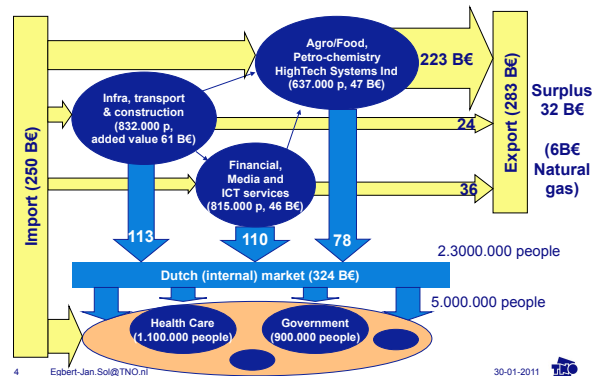 Import (250 B€)
Agro/Food,
Petro-chemistry
HighTech Systems Ind
(637.000 p, 47 B€)
223 B€
Infra, transport
& construction
(832.000 p,
added value 61 B€)
24
Financial,
Media and
ICT services
(815.000 p, 46 B€)
36
Export (283 B€)
Surplus
32 B€
(6B€
Natural
gas)
113
110
78
2.3000.000 people
Dutch (internal) market (324 B€)
5.000.000 people
Health Care
(1.100.000 people)
Government
(900.000 people)
4
Egbert-Jan.Sol@TNO.nl
30-01-2011
TNO